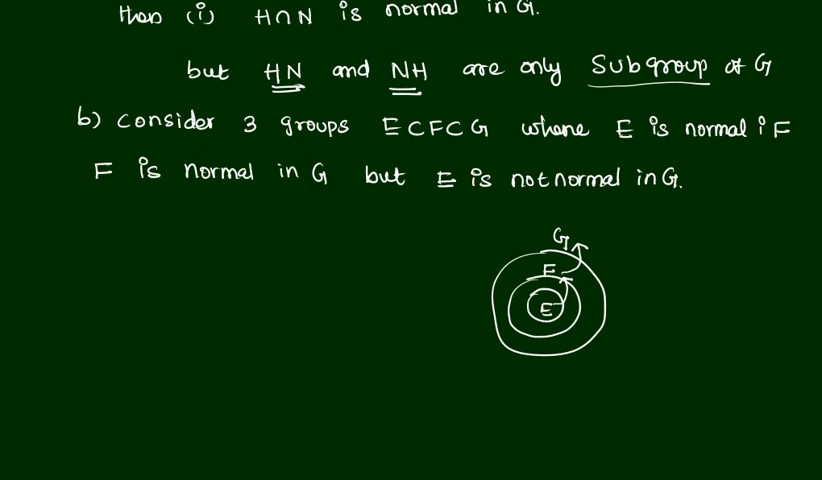 then (i) H∩N is normal in G.
but HN and NH are only Subgroup of G
b) consider 3 groups E⊂F⊂G where E is normal i F
F is normal in G but E is not normal in G.
G
F
E